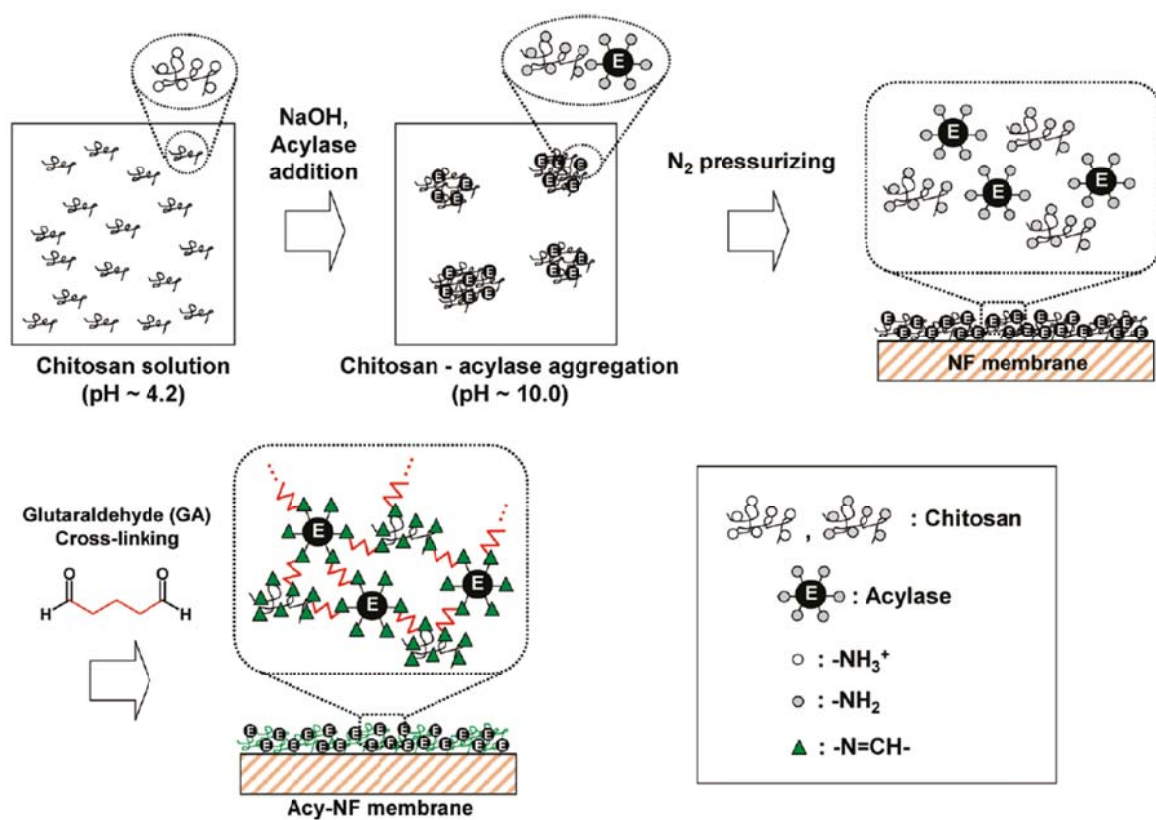 NaOH,
Acylase
addition
N₂ pressurizing
E
E
E
E
Chitosan solution
(pH ~ 4.2)
Chitosan - acylase aggregation
(pH ~ 10.0)
NF membrane
Glutaraldehyde (GA)
Cross-linking
O
O
H
H
E
E
E
Acy-NF membrane
, : Chitosan
E : Acylase
: -NH₃⁺
: -NH₂
: -N=CH-